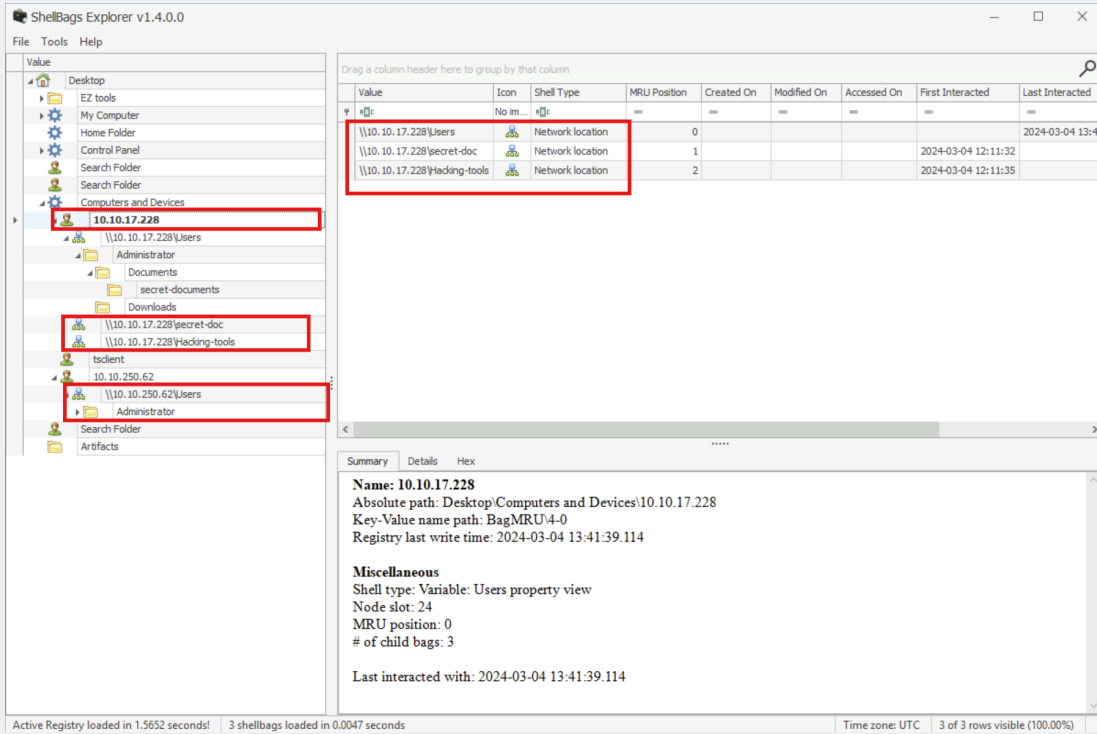 ShellBags Explorer v1.4.0.0
File Tools Help
Value
Desktop
EZ tools
My Computer
Home Folder
Control Panel
Search Folder
Search Folder
Computers and Devices
10.10.17.228
\\10.10.17.228\Users
Administrator
Documents
secret-documents
Downloads
\\10.10.17.228\secret-doc
\\10.10.17.228\Hacking-tools
tsclient
10.10.250.62
\\10.10.250.62\Users
Administrator
Search Folder
Artifacts
Drag a column header here to group by that column
Value Icon Shell Type MRU Position Created On Modified On Accessed On First Interacted Last Interacted
No im... = = = = = =
\\10.10.17.228\Users Network location 0 2024-03-04 13:4
\\10.10.17.228\secret-doc Network location 1 2024-03-04 12:11:32
\\10.10.17.228\Hacking-tools Network location 2 2024-03-04 12:11:35
Summary Details Hex
Name: 10.10.17.228
Absolute path: Desktop\Computers and Devices\10.10.17.228
Key-Value name path: BagMRU\4-0
Registry last write time: 2024-03-04 13:41:39.114
Miscellaneous
Shell type: Variable: Users property view
Node slot: 24
MRU position: 0
# of child bags: 3
Last interacted with: 2024-03-04 13:41:39.114
Active Registry loaded in 1.5652 seconds! 3 shellbags loaded in 0.0047 seconds Time zone: UTC 3 of 3 rows visible (100.00%)